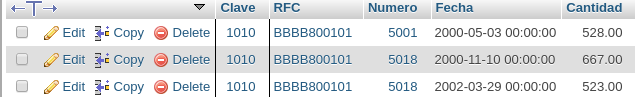 Clave RFC Numero Fecha Cantidad
Edit Copy Delete 1010 BBBB800101 5001 2000-05-03 00:00:00 528.00
Edit Copy Delete 1010 BBBB800101 5018 2000-11-10 00:00:00 667.00
Edit Copy Delete 1010 BBBB800101 5018 2002-03-29 00:00:00 523.00